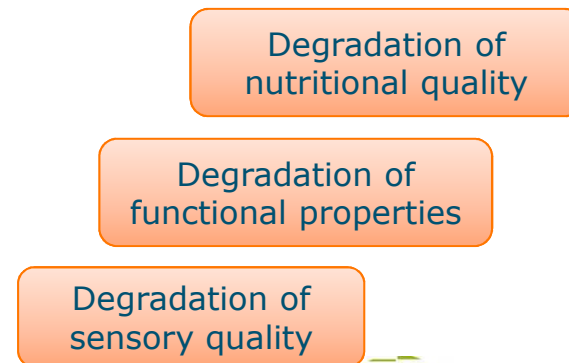 Degradation of
nutritional quality
Degradation of
functional properties
Degradation of
sensory quality